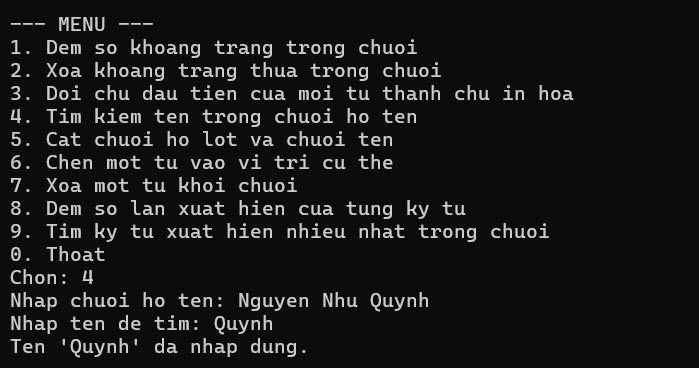 --- MENU ---
1. Dem so khoang trang trong chuoi
2. Xoa khoang trang thua trong chuoi
3. Doi chu dau tien cua moi tu thanh chu in hoa
4. Tim kiem ten trong chuoi ho ten
5. Cat chuoi ho lot va chuoi ten
6. Chen mot tu vao vi tri cu the
7. Xoa mot tu khoi chuoi
8. Dem so lan xuat hien cua tung ky tu
9. Tim ky tu xuat hien nhieu nhat trong chuoi
0. Thoat
Chon: 4
Nhap chuoi ho ten: Nguyen Nhu Quynh
Nhap ten de tim: Quynh
Ten 'Quynh' da nhap dung.